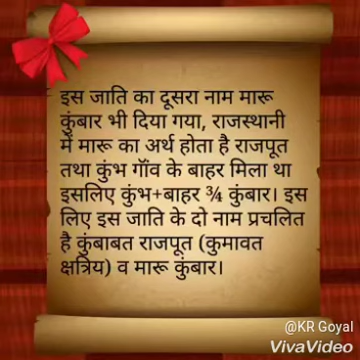 इस जाति का दूसरा नाम मारू
कुंबार भी दिया गया, राजस्थानी
में मारू का अर्थ होता है राजपूत
तथा कुंभ गॉंव के बाहर मिला था
इसलिए कुंभ+बाहर ¾ कुंबार। इस
लिए इस जाति के दो नाम प्रचलित
है कुंबाबत राजपूत (कुमावत
क्षत्रिय) व मारू कुंबार।
@KR Goyal
VivaVideo